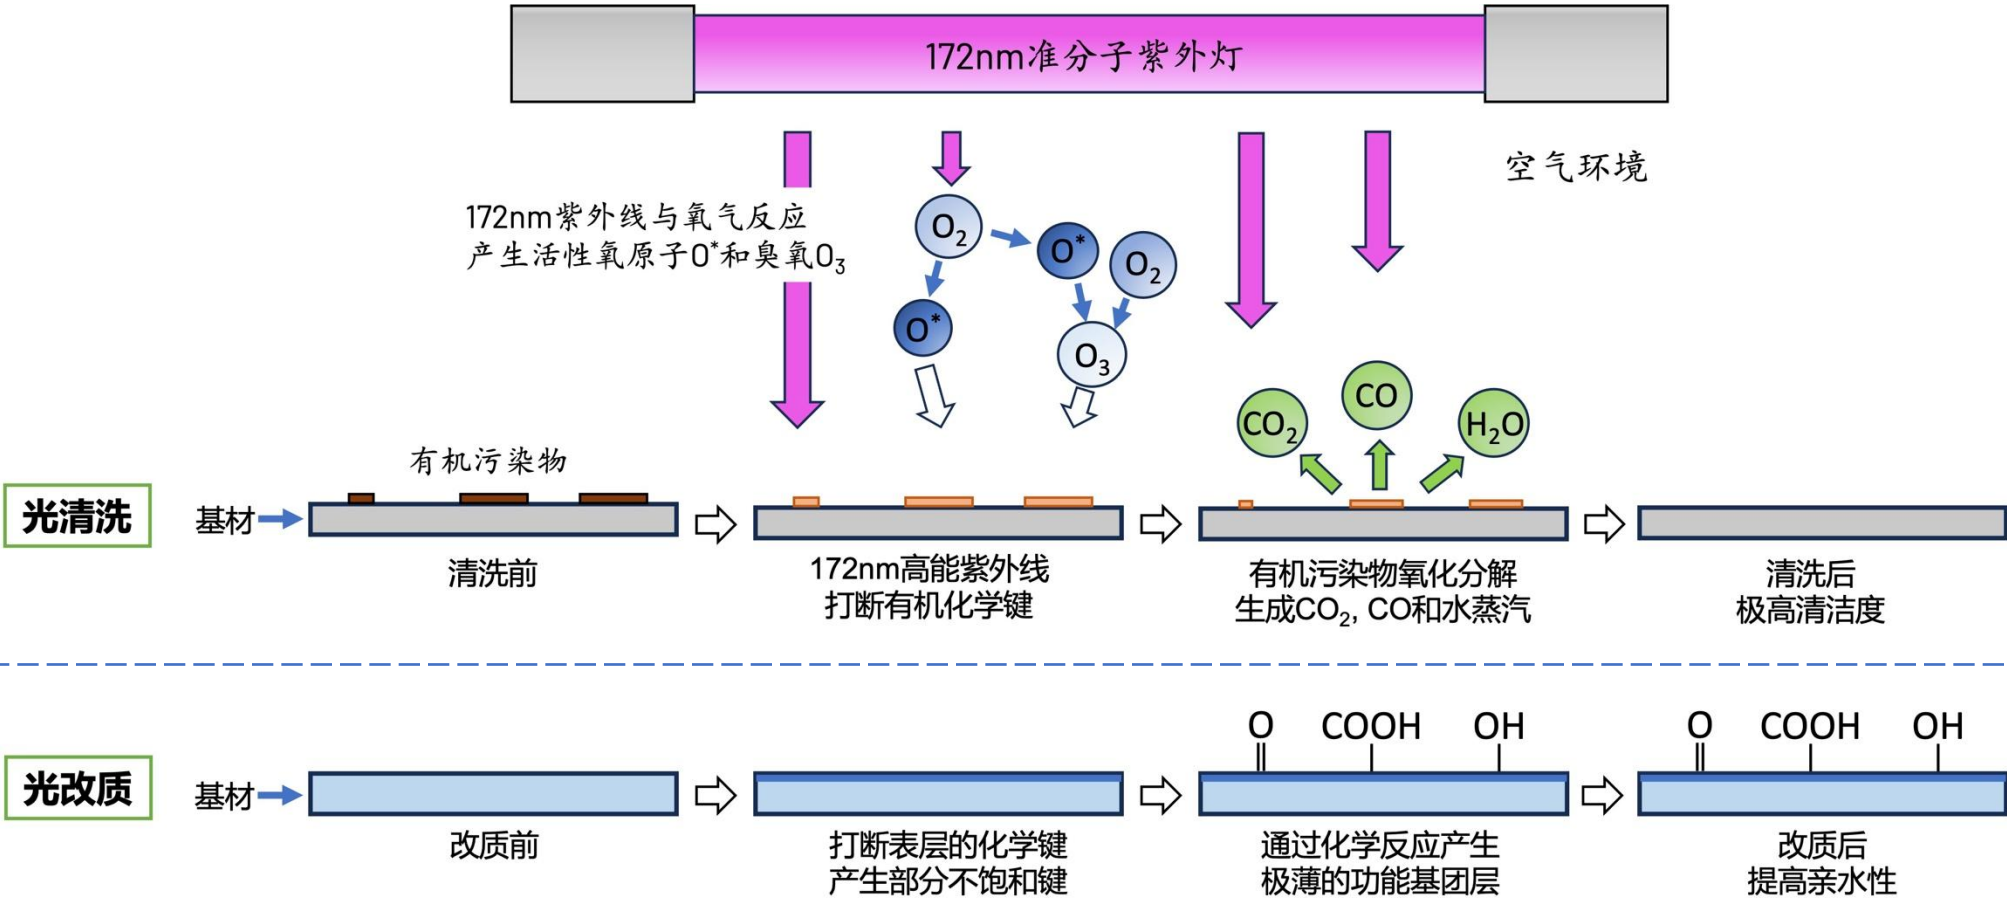 172nm准分子紫外灯
空气环境
172nm紫外线与氧气反应
产生活性氧原子O*和臭氧O₃
O₂
O*
O₂
O*
O₃
CO₂
CO
H₂O
有机污染物
光清洗
基材
清洗前
172nm高能紫外线
打断有机化学键
有机污染物氧化分解
生成CO₂, CO和水蒸汽
清洗后
极高清洁度
O
COOH
OH
O
COOH
OH
光改质
基材
改质前
打断表层的化学键
产生部分不饱和键
通过化学反应产生
极薄的功能基团层
改质后
提高亲水性